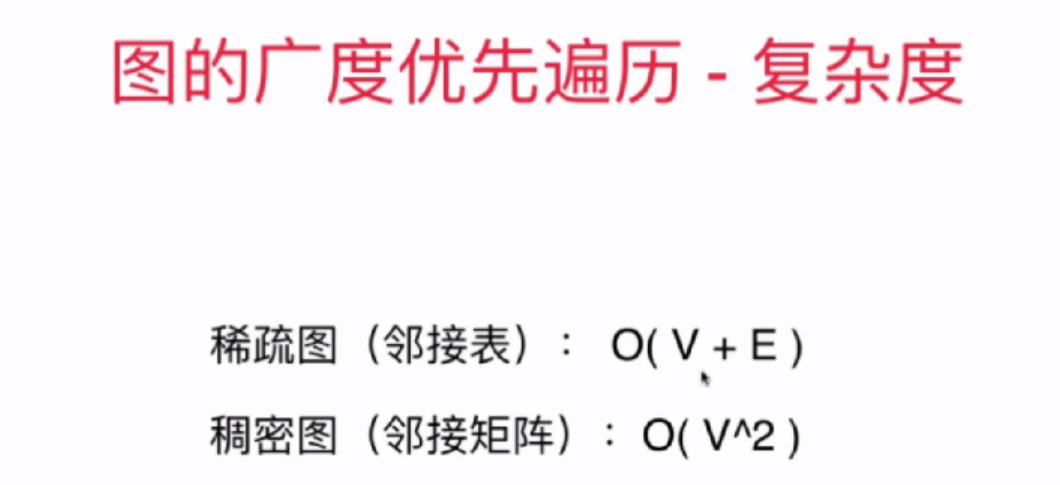 图的广度优先遍历 - 复杂度
稀疏图（邻接表）： O( V + E )
稠密图（邻接矩阵）：O( V^2 )